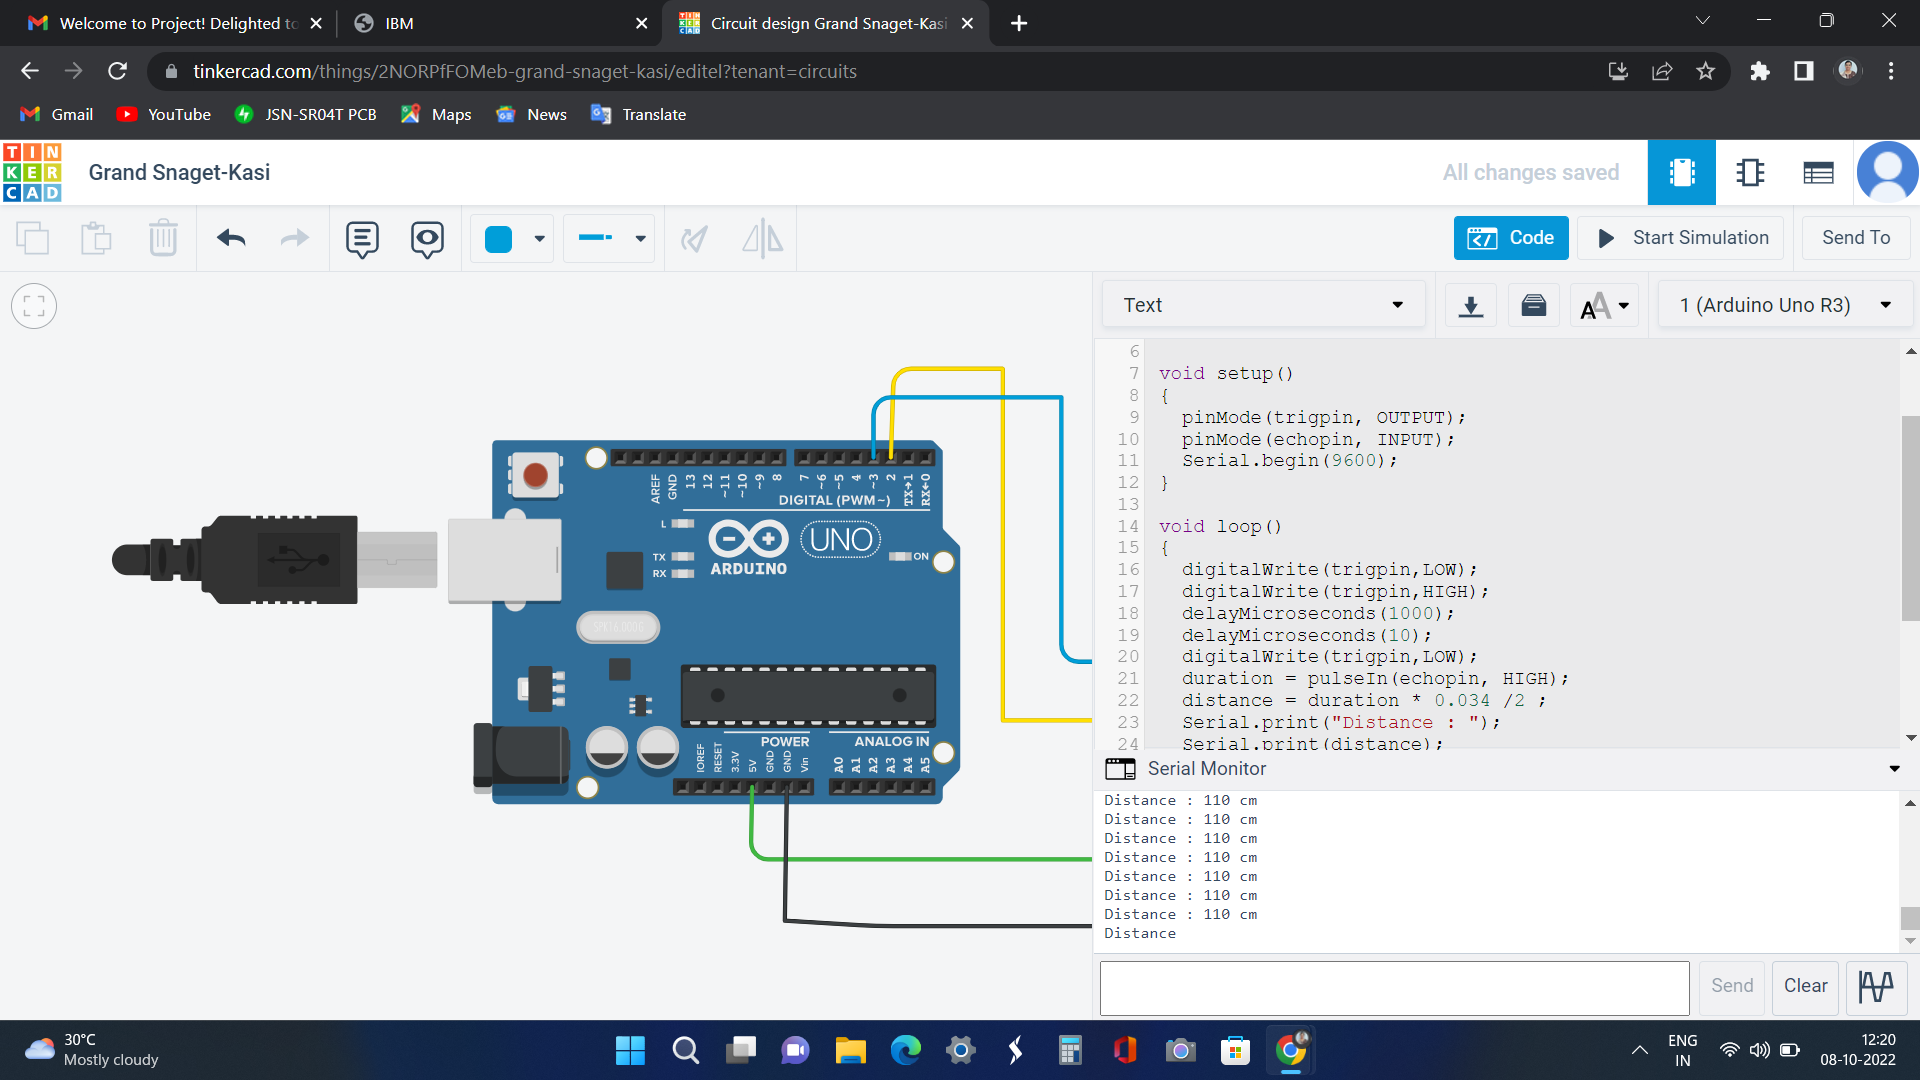 Welcome to Project! Delighted to
IBM
Circuit design Grand Snaget-Kasi
tinkercad.com/things/2NORPfFOMeb-grand-snaget-kasi/editel?tenant=circuits
Gmail
YouTube
JSN-SR04T PCB
Maps
News
Translate
TIN
KER
CAD
Grand Snaget-Kasi
All changes saved
Code
Start Simulation
Send To
Text
1 (Arduino Uno R3)
AREF
GND
13
12
~11
~10
~9
8
7
~6
~5
4
~3
2
TX→1
RX←0
DIGITAL (PWM~)
L
TX
RX
UNO
ARDUINO
ON
SPK16.000G
POWER
ANALOG IN
IOREF
RESET
3.3V
5V
GND
GND
Vin
A0
A1
A2
A3
A4
A5
6
7 void setup()
8 {
9 pinMode(trigpin, OUTPUT);
10 pinMode(echopin, INPUT);
11 Serial.begin(9600);
12 }
13
14 void loop()
15 {
16 digitalWrite(trigpin,LOW);
17 digitalWrite(trigpin,HIGH);
18 delayMicroseconds(1000);
19 delayMicroseconds(10);
20 digitalWrite(trigpin,LOW);
21 duration = pulseIn(echopin, HIGH);
22 distance = duration * 0.034 /2 ;
23 Serial.print("Distance : ");
24 Serial.print(distance);
Serial Monitor
Distance : 110 cm
Distance : 110 cm
Distance : 110 cm
Distance : 110 cm
Distance : 110 cm
Distance : 110 cm
Distance : 110 cm
Distance
Send
Clear
30°C
Mostly cloudy
ENG
IN
12:20
08-10-2022